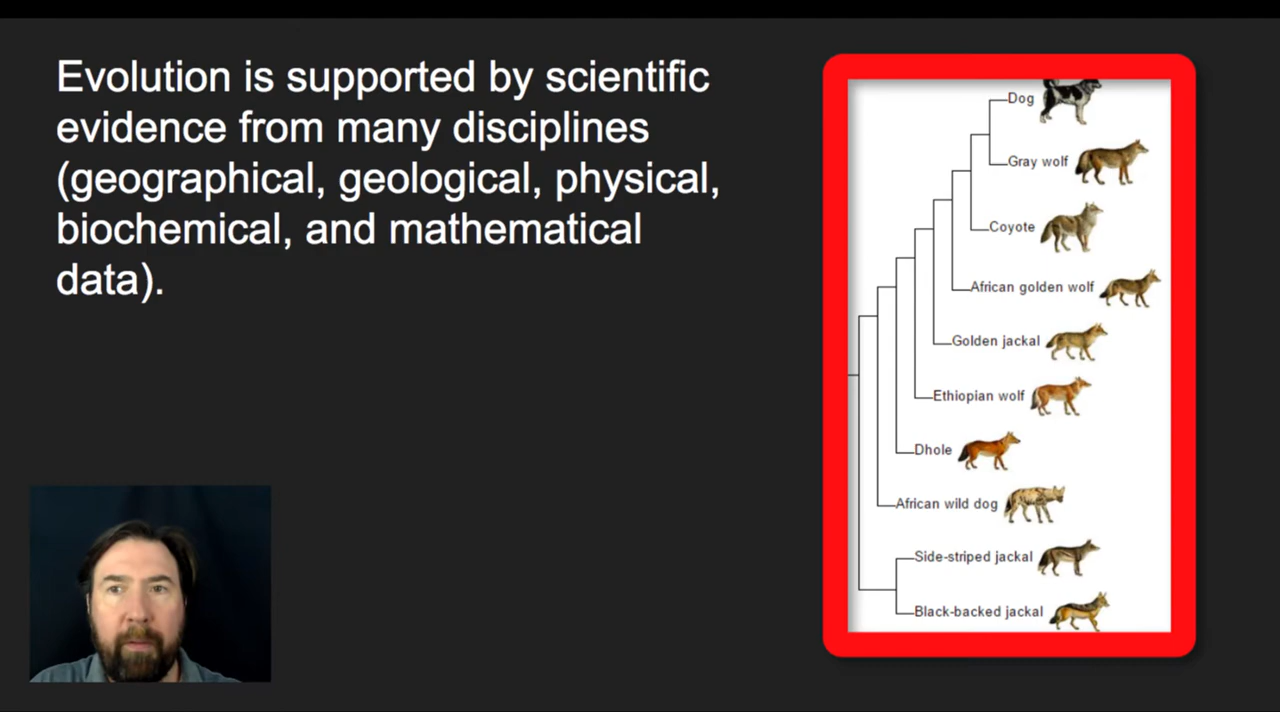 Evolution is supported by scientific
evidence from many disciplines
(geographical, geological, physical,
biochemical, and mathematical
data).
Dog
Gray wolf
Coyote
African golden wolf
Golden jackal
Ethiopian wolf
Dhole
African wild dog
Side-striped jackal
Black-backed jackal